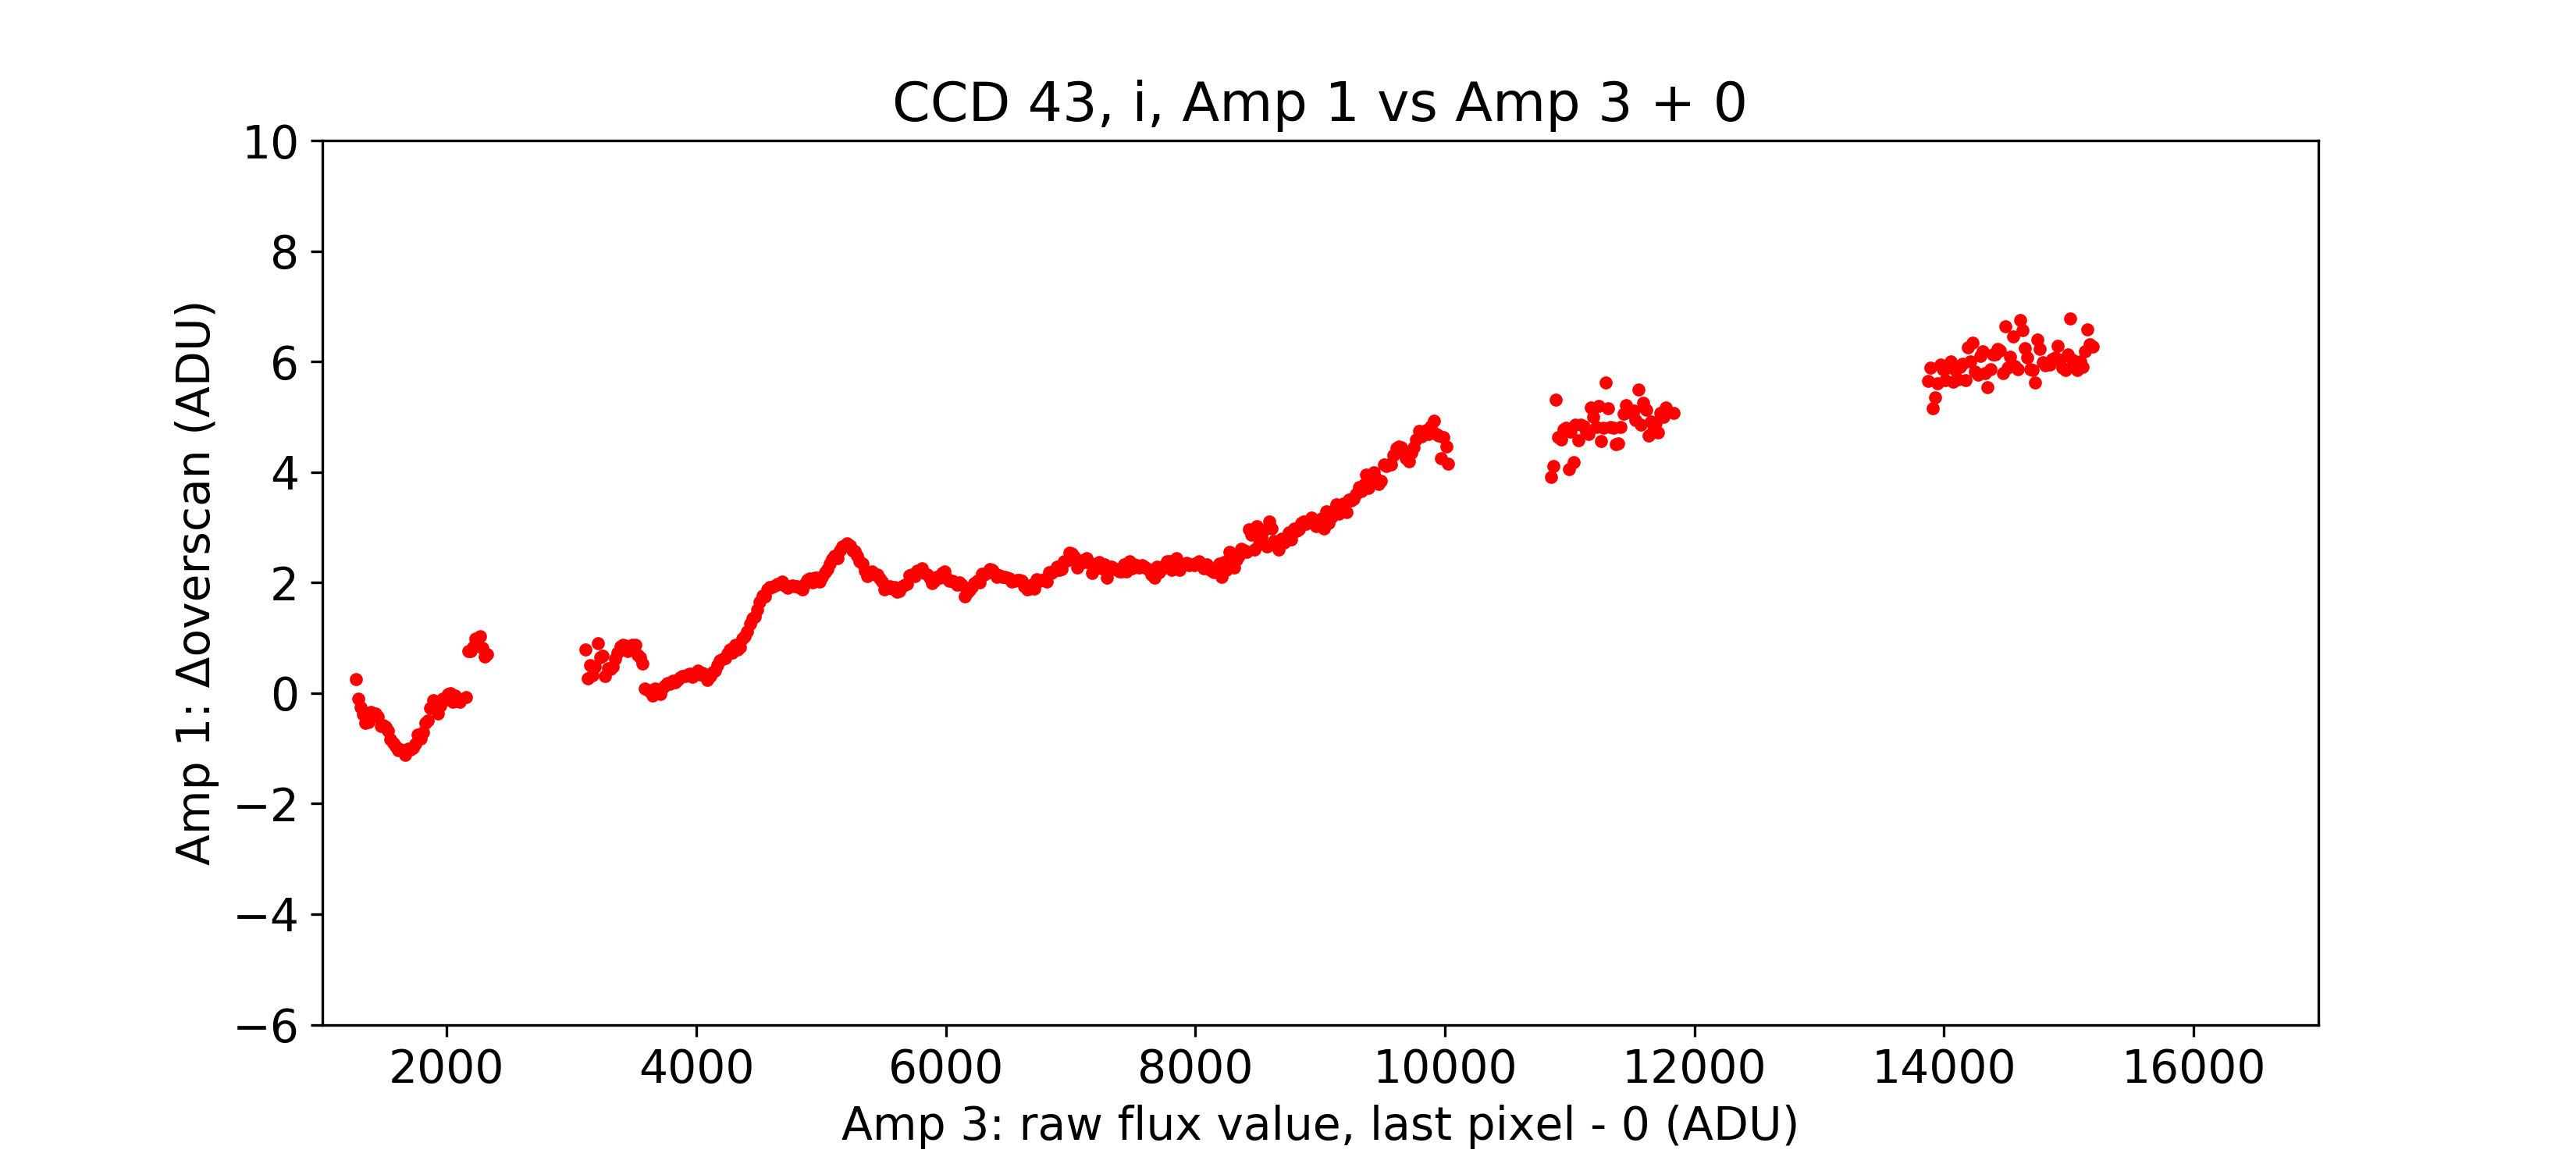 CCD 43, i, Amp 1 vs Amp 3 + 0
10
8
6
4
2
0
−2
−4
−6
Amp 1: Δoverscan (ADU)
2000 4000 6000 8000 10000 12000 14000 16000
Amp 3: raw flux value, last pixel - 0 (ADU)